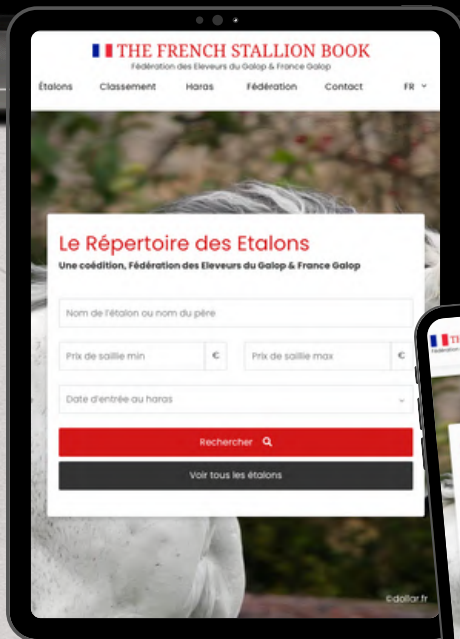 THE FRENCH STALLION BOOK
Fédération des Eleveurs du Galop & France Galop
Étalons Classement Haras Fédération Contact FR
Le Répertoire des Etalons
Une coédition, Fédération des Eleveurs du Galop & France Galop
Nom de l'étalon ou nom du père
Prix de saillie min € Prix de saillie max €
Date d'entrée au haras
Rechercher
Voir tous les étalons
©dollar.fr